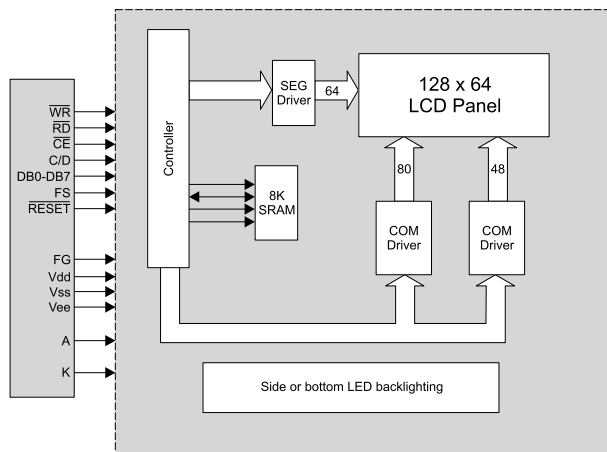 WR
RD
CE
C/D
DB0-DB7
FS
RESET
FG
Vdd
Vss
Vee
A
K
Controller
SEG
Driver
64
128 x 64
LCD Panel
8K
SRAM
80
48
COM
Driver
COM
Driver
Side or bottom LED backlighting